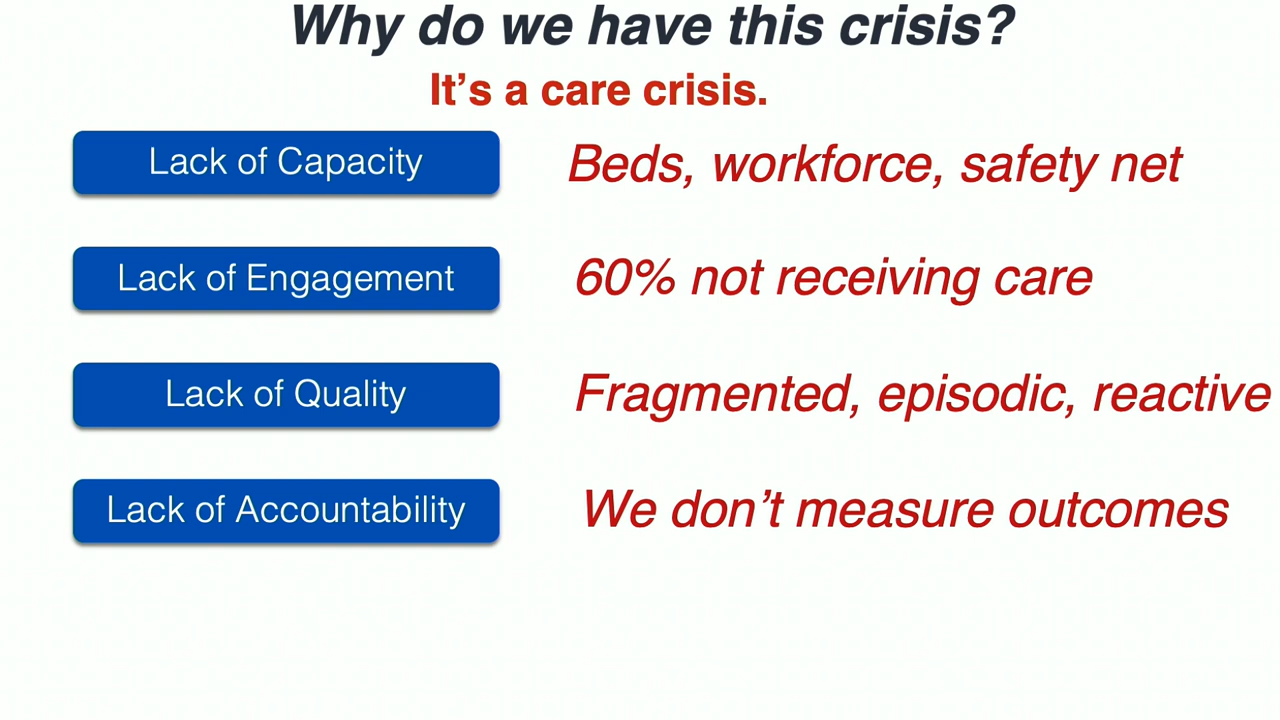 Why do we have this crisis?
It’s a care crisis.
Lack of Capacity
Beds, workforce, safety net
Lack of Engagement
60% not receiving care
Lack of Quality
Fragmented, episodic, reactive
Lack of Accountability
We don’t measure outcomes